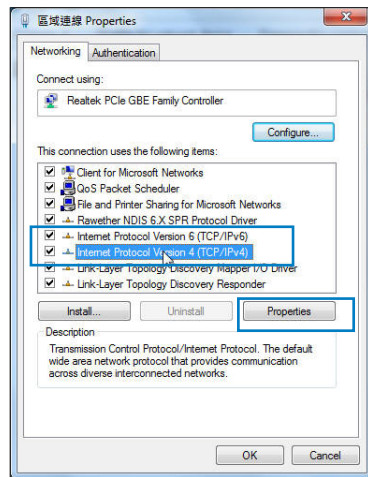 區域連線 Properties
Networking
Authentication
Connect using:
Realtek PCIe GBE Family Controller
Configure...
This connection uses the following items:
Client for Microsoft Networks
QoS Packet Scheduler
File and Printer Sharing for Microsoft Networks
Rawether NDIS 6.X SPR Protocol Driver
Internet Protocol Version 6 (TCP/IPv6)
Internet Protocol Version 4 (TCP/IPv4)
Link-Layer Topology Discovery Mapper I/O Driver
Link-Layer Topology Discovery Responder
Install...
Uninstall
Properties
Description
Transmission Control Protocol/Internet Protocol. The default
wide area network protocol that provides communication
across diverse interconnected networks.
OK
Cancel